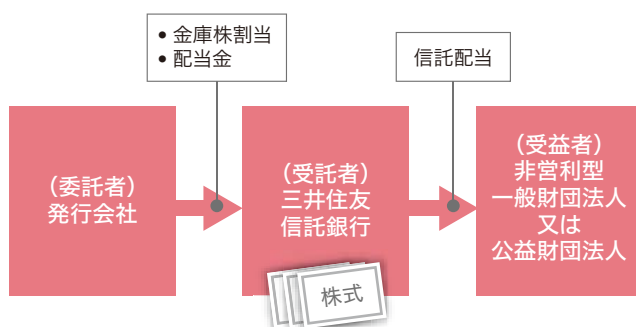 • 金庫株割当
• 配当金
信託配当
（委託者）
発行会社
（受託者）
三井住友
信託銀行
株式
（受益者）
非営利型
一般財団法人
又は
公益財団法人